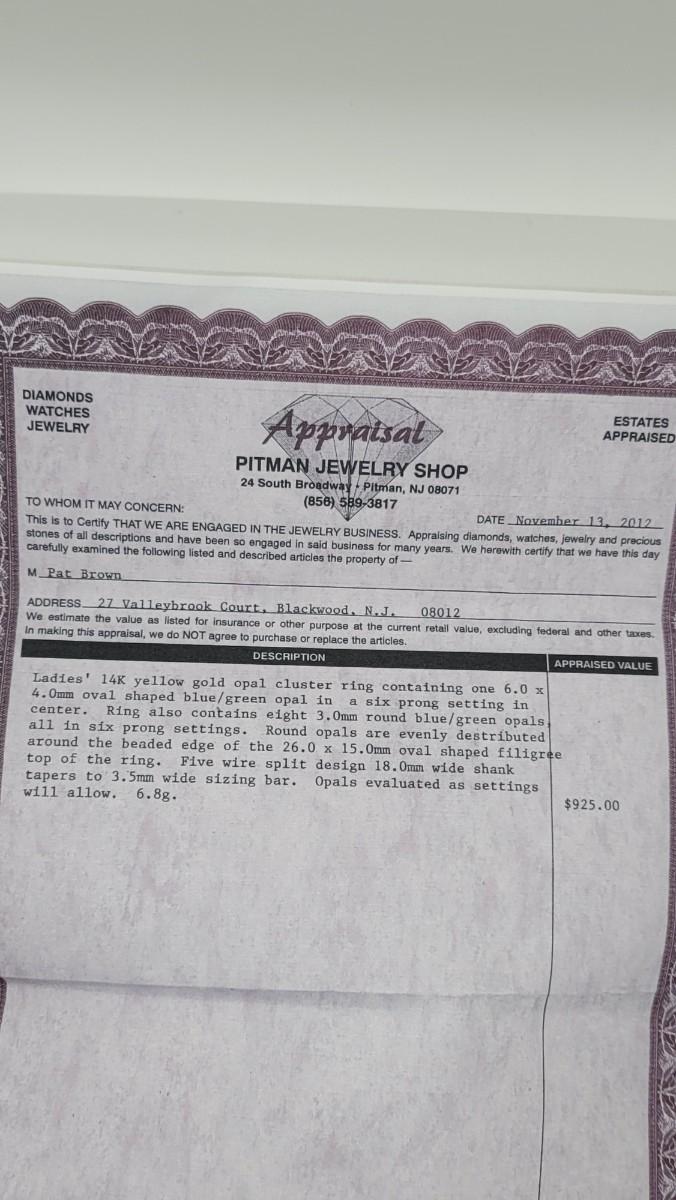 DIAMONDS
WATCHES
JEWELRY
Appraisal
ESTATES
APPRAISED
PITMAN JEWELRY SHOP
24 South Broadway • Pitman, NJ 08071
(856) 589-3817
TO WHOM IT MAY CONCERN:
DATE November 13, 2012
This is to Certify THAT WE ARE ENGAGED IN THE JEWELRY BUSINESS. Appraising diamonds, watches, jewelry and precious
stones of all descriptions and have been so engaged in said business for many years. We herewith certify that we have this day
carefully examined the following listed and described articles the property of —
M Pat Brown
ADDRESS 27 Valleybrook Court, Blackwood, N.J. 08012
We estimate the value as listed for insurance or other purpose at the current retail value, excluding federal and other taxes.
In making this appraisal, we do NOT agree to purchase or replace the articles.
DESCRIPTION
APPRAISED VALUE
Ladies' 14K yellow gold opal cluster ring containing one 6.0 x
4.0mm oval shaped blue/green opal in a six prong setting in
center. Ring also contains eight 3.0mm round blue/green opals,
all in six prong settings. Round opals are evenly destributed
around the beaded edge of the 26.0 x 15.0mm oval shaped filigree
top of the ring. Five wire split design 18.0mm wide shank
tapers to 3.5mm wide sizing bar. Opals evaluated as settings
will allow. 6.8g.
$925.00